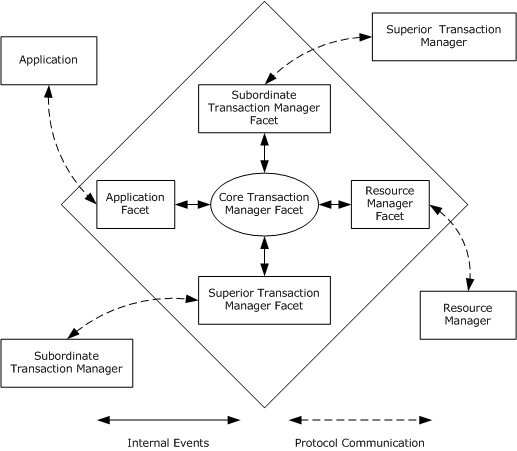 Superior Transaction
Manager
Application
Subordinate
Transaction Manager
Facet
Application
Facet
Core Transaction
Manager Facet
Resource
Manager
Facet
Superior Transaction
Manager Facet
Resource
Manager
Subordinate
Transaction Manager
Internal Events
Protocol Communication